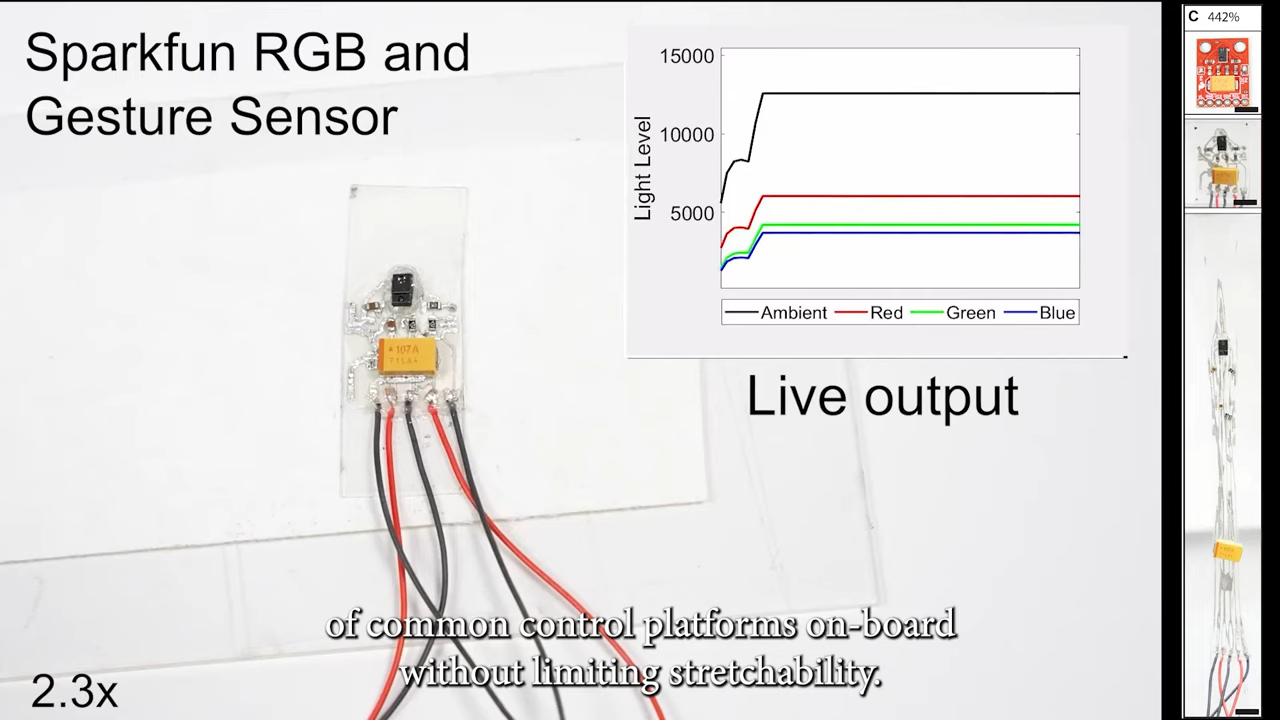 Sparkfun RGB and
Gesture Sensor
15000
10000
5000
Light Level
Ambient Red Green Blue
Live output
107A
of common control platforms on-board
without limiting stretchability.
2.3x
C 442%